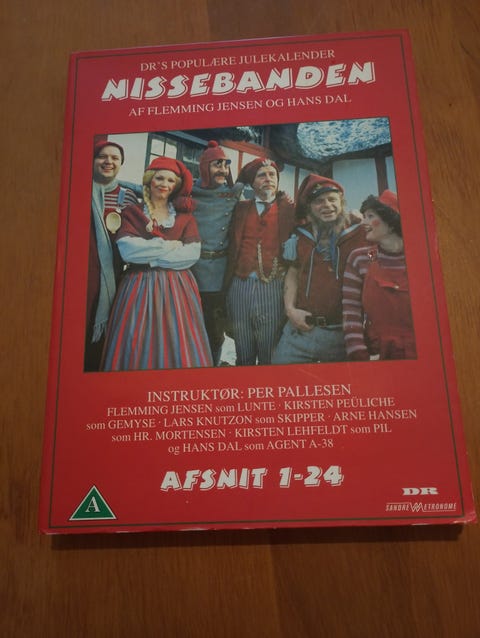 DR'S POPULÆRE JULEKALENDER
NISSEBANDEN
AF FLEMMING JENSEN OG HANS DAL
INSTRUKTØR: PER PALLESEN
FLEMMING JENSEN som LUNTE · KIRSTEN PEÜLICHE
som GEMYSE · LARS KNUTZON som SKIPPER · ARNE HANSEN
som HR. MORTENSEN · KIRSTEN LEHFELDT som PIL
og HANS DAL som AGENT A-38
AFSNIT 1-24
A
DR
SANDREW METRONOME